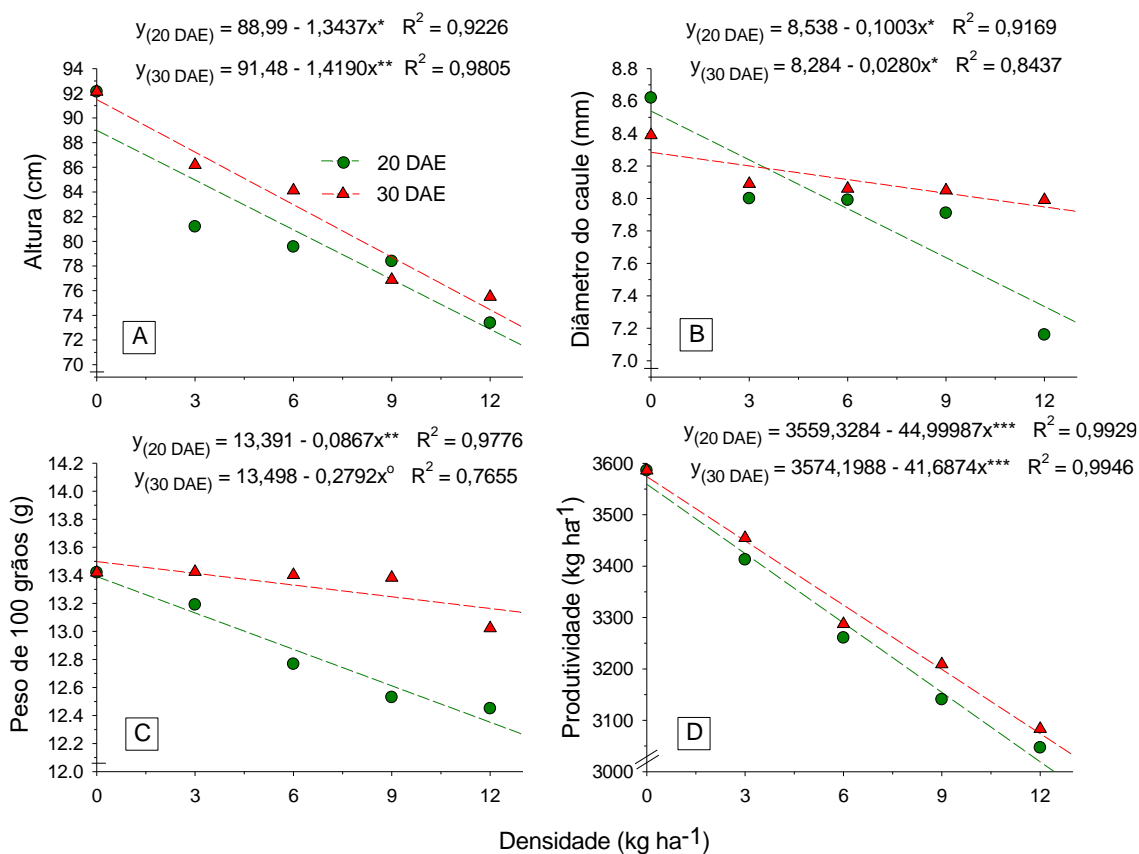 y(20 DAE) = 88,99 - 1,3437x* R² = 0,9226
y(30 DAE) = 91,48 - 1,4190x** R² = 0,9805
94
92
90
88
86
84
82
80
78
76
74
72
70
Altura (cm)
20 DAE
30 DAE
A
0 3 6 9 12
y(20 DAE) = 8,538 - 0,1003x* R² = 0,9169
y(30 DAE) = 8,284 - 0,0280x* R² = 0,8437
8.8
8.6
8.4
8.2
8.0
7.8
7.6
7.4
7.2
7.0
Diâmetro do caule (mm)
B
0 3 6 9 12
y(20 DAE) = 13,391 - 0,0867x** R² = 0,9776
y(30 DAE) = 13,498 - 0,2792xº R² = 0,7655
14.2
14.0
13.8
13.6
13.4
13.2
13.0
12.8
12.6
12.4
12.2
12.0
Peso de 100 grãos (g)
C
0 3 6 9 12
y(20 DAE) = 3559,3284 - 44,99987x*** R² = 0,9929
y(30 DAE) = 3574,1988 - 41,6874x*** R² = 0,9946
3600
3500
3400
3300
3200
3100
3000
Produtividade (kg ha⁻¹)
D
0 3 6 9 12
Densidade (kg ha⁻¹)